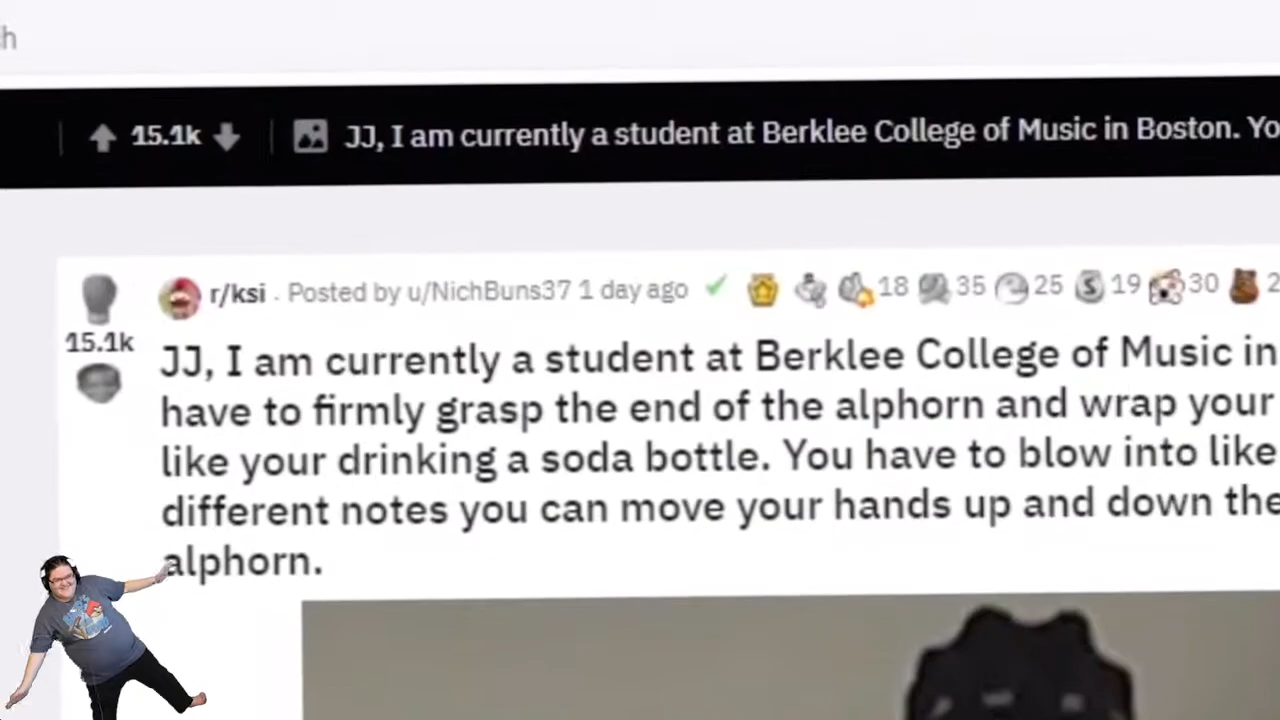 15.1k JJ, I am currently a student at Berklee College of Music in Boston.
r/ksi . Posted by u/NichBuns37 1 day ago 18 35 25 19 30
15.1k
JJ, I am currently a student at Berklee College of Music in
have to firmly grasp the end of the alphorn and wrap your
like your drinking a soda bottle. You have to blow into like
different notes you can move your hands up and down the
alphorn.